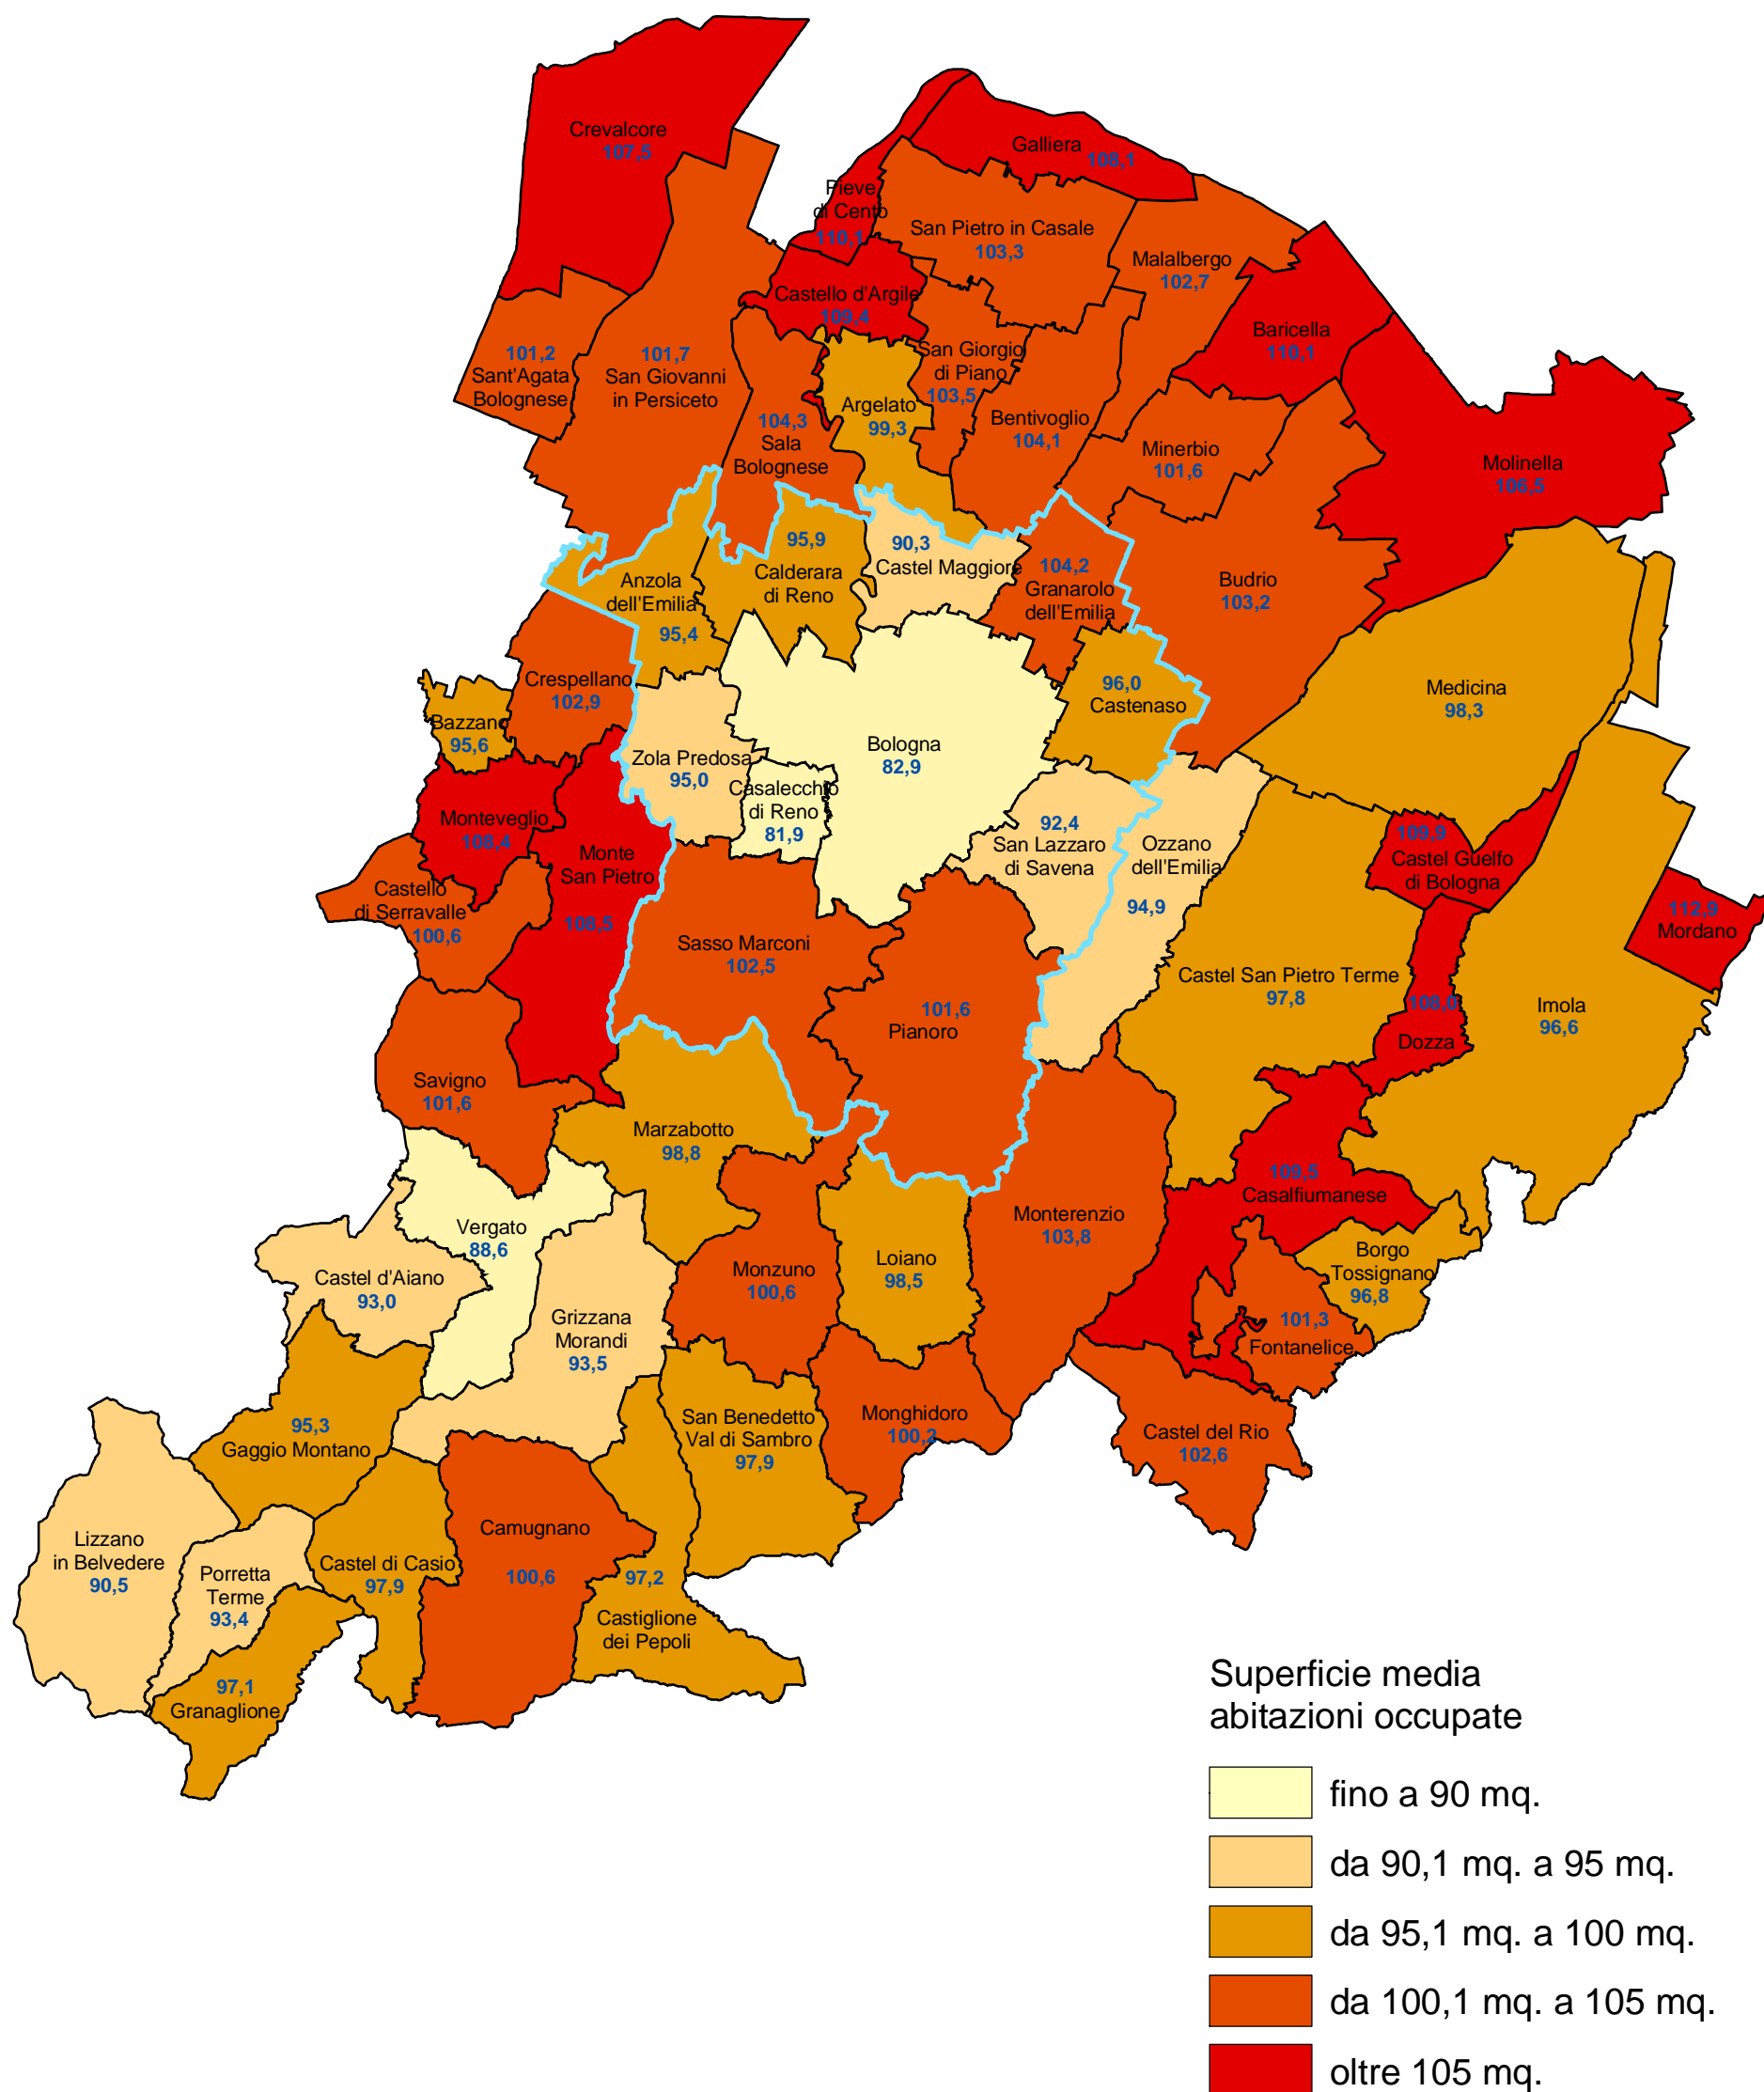 Crevalcore
107,5
Galliera
108,1
Pieve
di Cento
110,1
San Pietro in Casale
103,3
Malalbergo
102,7
Castello d'Argile
109,4
Baricella
110,1
101,2
Sant'Agata
Bolognese
101,7
San Giovanni
in Persiceto
San Giorgio
di Piano
103,5
Argelato
99,3
104,3
Sala
Bolognese
Bentivoglio
104,1
Minerbio
101,6
Molinella
106,5
95,9
Calderara
di Reno
90,3
Castel Maggiore
104,2
Granarolo
dell'Emilia
Budrio
103,2
Anzola
dell'Emilia
95,4
Crespellano
102,9
96,0
Castenaso
Medicina
98,3
Bazzano
95,6
Zola Predosa
95,0
Bologna
82,9
Casalecchio
di Reno
81,9
Monteveglio
108,4
Monte
San Pietro
108,5
92,4
San Lazzaro
di Savena
Ozzano
dell'Emilia
94,9
109,9
Castel Guelfo
di Bologna
Castello
di Serravalle
100,6
112,9
Mordano
Sasso Marconi
102,5
101,6
Pianoro
Castel San Pietro Terme
97,8
108,0
Dozza
Imola
96,6
Savigno
101,6
Marzabotto
98,8
109,5
Casalfiumanese
Vergato
88,6
Monterenzio
103,8
Castel d'Aiano
93,0
Monzuno
100,6
Loiano
98,5
Borgo
Tossignano
96,8
Grizzana
Morandi
93,5
101,3
Fontanelice
95,3
Gaggio Montano
San Benedetto
Val di Sambro
97,9
Monghidoro
100,2
Castel del Rio
102,6
Lizzano
in Belvedere
90,5
Porretta
Terme
93,4
Castel di Casio
97,9
Camugnano
100,6
97,2
Castiglione
dei Pepoli
97,1
Granaglione
Superficie media
abitazioni occupate
fino a 90 mq.
da 90,1 mq. a 95 mq.
da 95,1 mq. a 100 mq.
da 100,1 mq. a 105 mq.
oltre 105 mq.